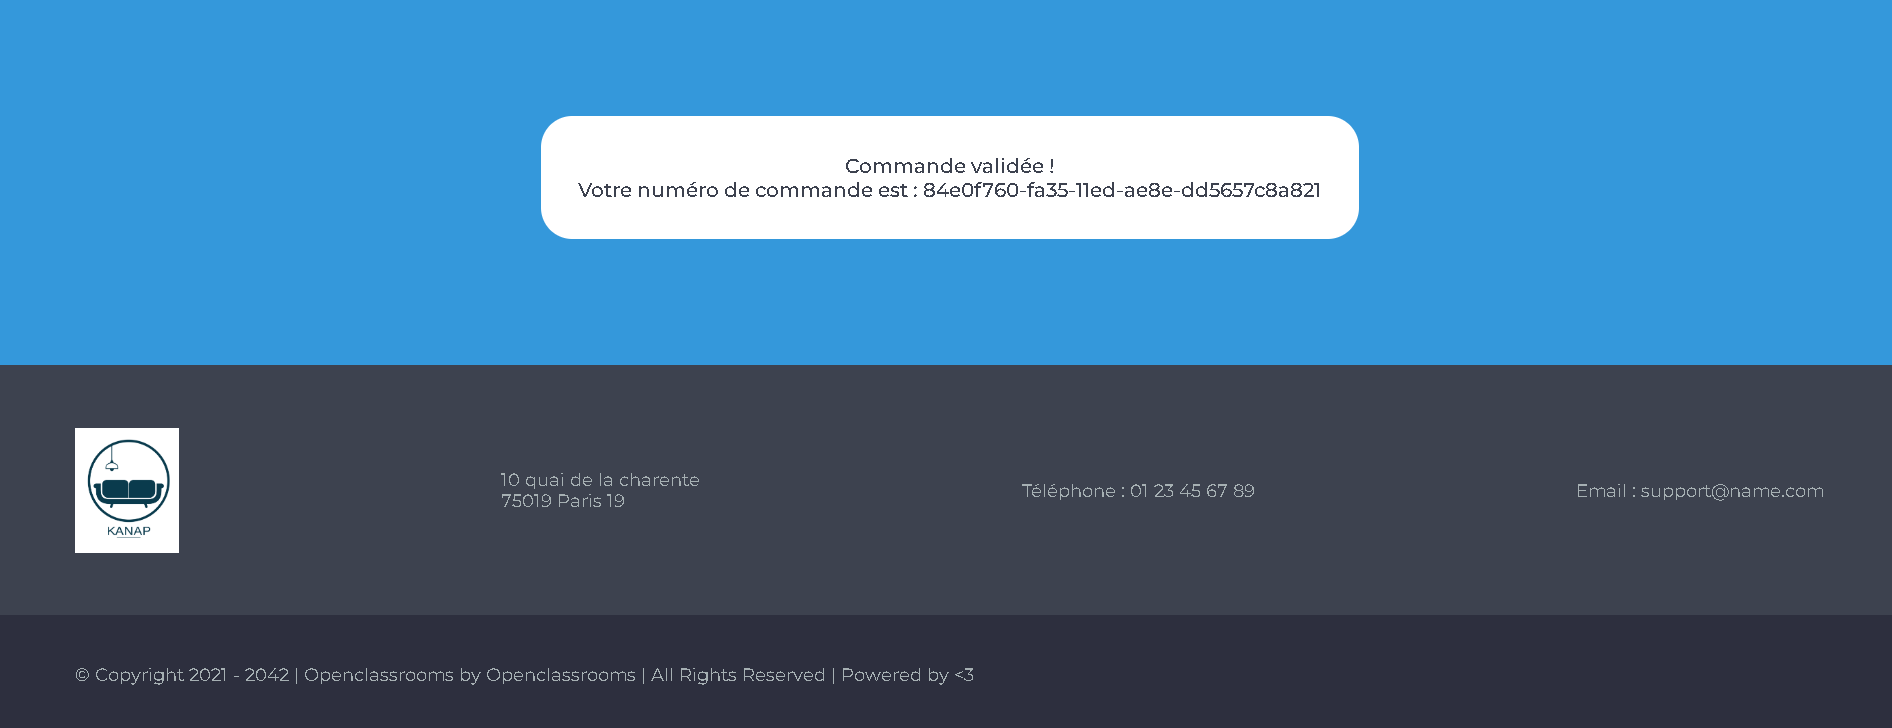 Commande validée !
Votre numéro de commande est : 84e0f760-fa35-11ed-ae8e-dd5657c8a821
KANAP
10 quai de la charente
75019 Paris 19
Téléphone : 01 23 45 67 89
Email : support@name.com
© Copyright 2021 - 2042 | Openclassrooms by Openclassrooms | All Rights Reserved | Powered by <3